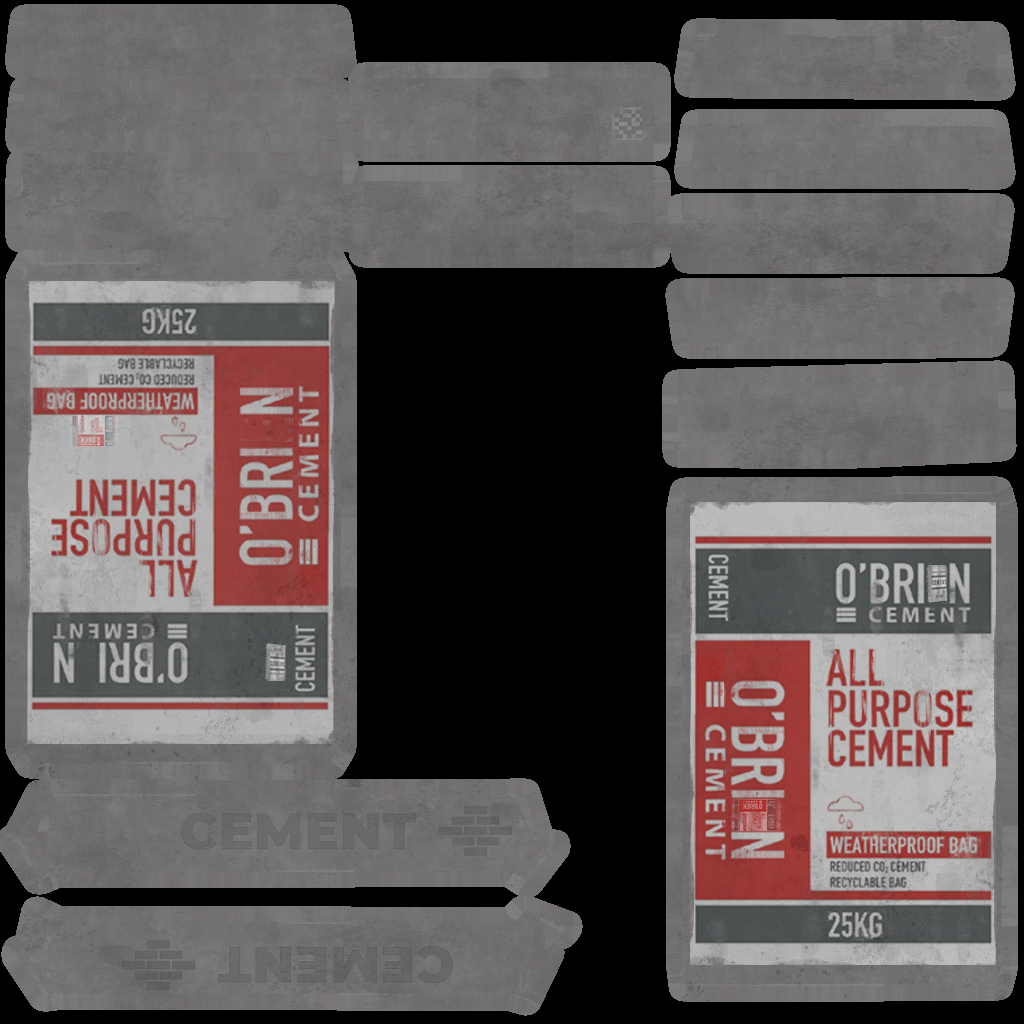 25KG
RECYCLABLE BAG
REDUCED CO₂ CEMENT
WEATHERPROOF BAG
ALL
PURPOSE
CEMENT
O'BRIEN
CEMENT
O'BRI N
CEMENT
CEMENT
CEMENT
CEMENT
CEMENT
O'BRIEN
CEMENT
O'BRIEN
CEMENT
ALL
PURPOSE
CEMENT
WEATHERPROOF BAG
REDUCED CO₂ CEMENT
RECYCLABLE BAG
25KG